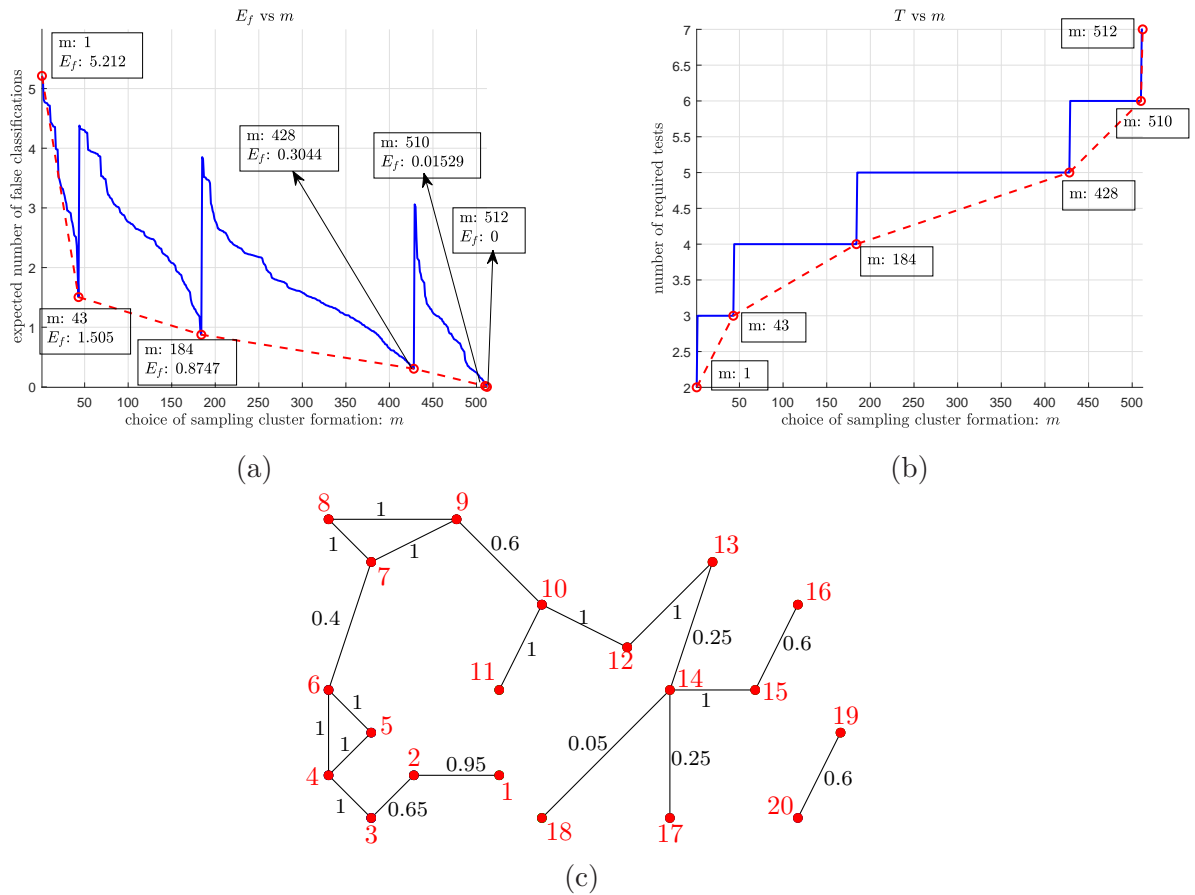 E_f vs m
expected number of false classifications
5
4
3
2
1
0
50
100
150
200
250
300
350
400
450
500
choice of sampling cluster formation: m
m: 1
E_f: 5.212
m: 43
E_f: 1.505
m: 184
E_f: 0.8747
m: 428
E_f: 0.3044
m: 510
E_f: 0.01529
m: 512
E_f: 0
(a)
T vs m
number of required tests
7
6.5
6
5.5
5
4.5
4
3.5
3
2.5
2
50
100
150
200
250
300
350
400
450
500
choice of sampling cluster formation: m
m: 512
m: 510
m: 428
m: 184
m: 43
m: 1
(b)
8
1
9
1
1
7
0.6
13
10
16
0.4
1
1
0.25
0.6
11
1
12
6
14
1
15
1
1
5
19
1
0.05
0.25
4
2
0.95
1
0.6
1
0.65
3
18
17
20
(c)